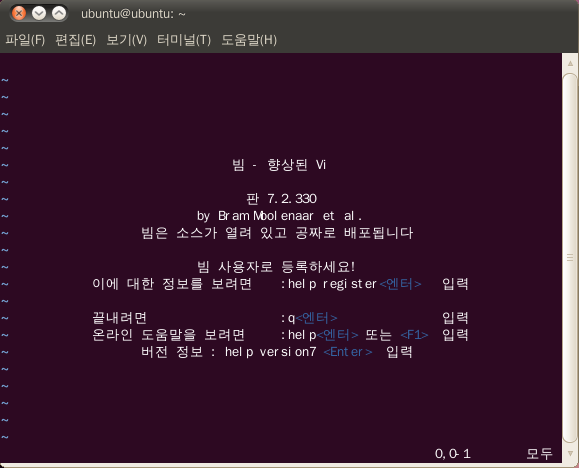 ubuntu@ubuntu: ~
파일(F) 편집(E) 보기(V) 터미널(T) 도움말(H)
~
~
~
~
~
~ 빔 - 향상된 Vi
~
~ 판 7.2.330
~ by Bram Moolenaar et al.
~ 빔은 소스가 열려 있고 공짜로 배포됩니다
~
~ 빔 사용자로 등록하세요!
~ 이에 대한 정보를 보려면 :help register<엔터> 입력
~
~ 끝내려면 :q<엔터> 입력
~ 온라인 도움말을 보려면 :help<엔터> 또는 <F1> 입력
~ 버전 정보 : help version7 <Enter> 입력
~
~
~
~
~
0,0-1 모두